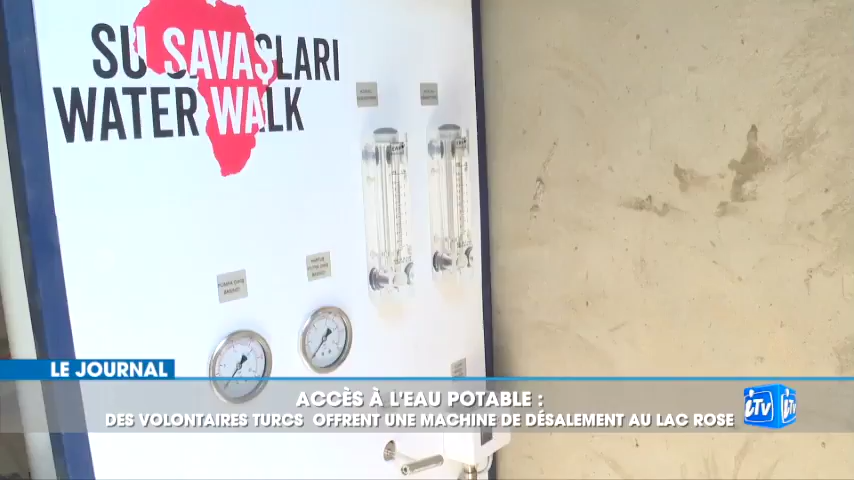 SU SAVAŞLARI
WATER WALK
LE JOURNAL
ACCÈS À L'EAU POTABLE :
DES VOLONTAIRES TURCS OFFRENT UNE MACHINE DE DÉSALEMENT AU LAC ROSE
iTV